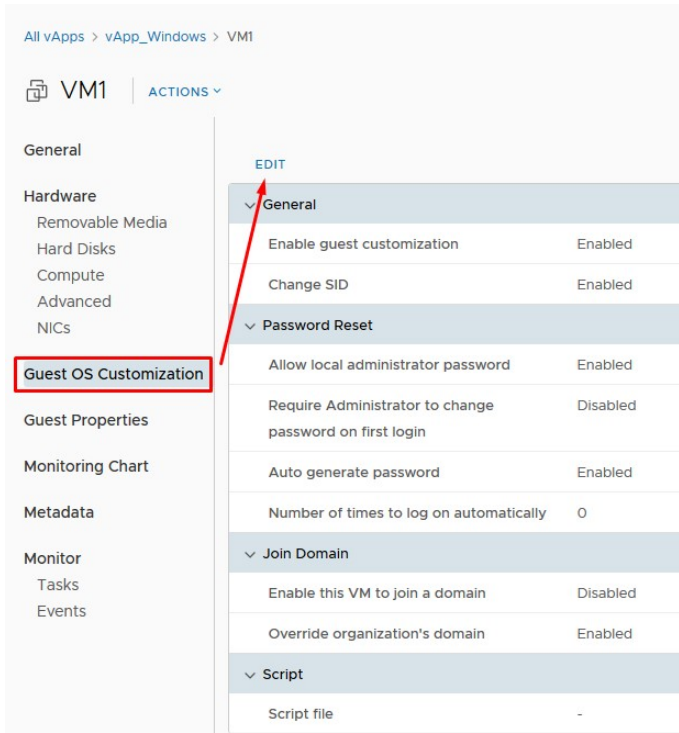 All vApps > vApp_Windows > VM1
VM1
ACTIONS
General
Hardware
Removable Media
Hard Disks
Compute
Advanced
NICs
Guest OS Customization
Guest Properties
Monitoring Chart
Metadata
Monitor
Tasks
Events
EDIT
General
Enable guest customization Enabled
Change SID Enabled
Password Reset
Allow local administrator password Enabled
Require Administrator to change Disabled
password on first login
Auto generate password Enabled
Number of times to log on automatically 0
Join Domain
Enable this VM to join a domain Disabled
Override organization's domain Enabled
Script
Script file -